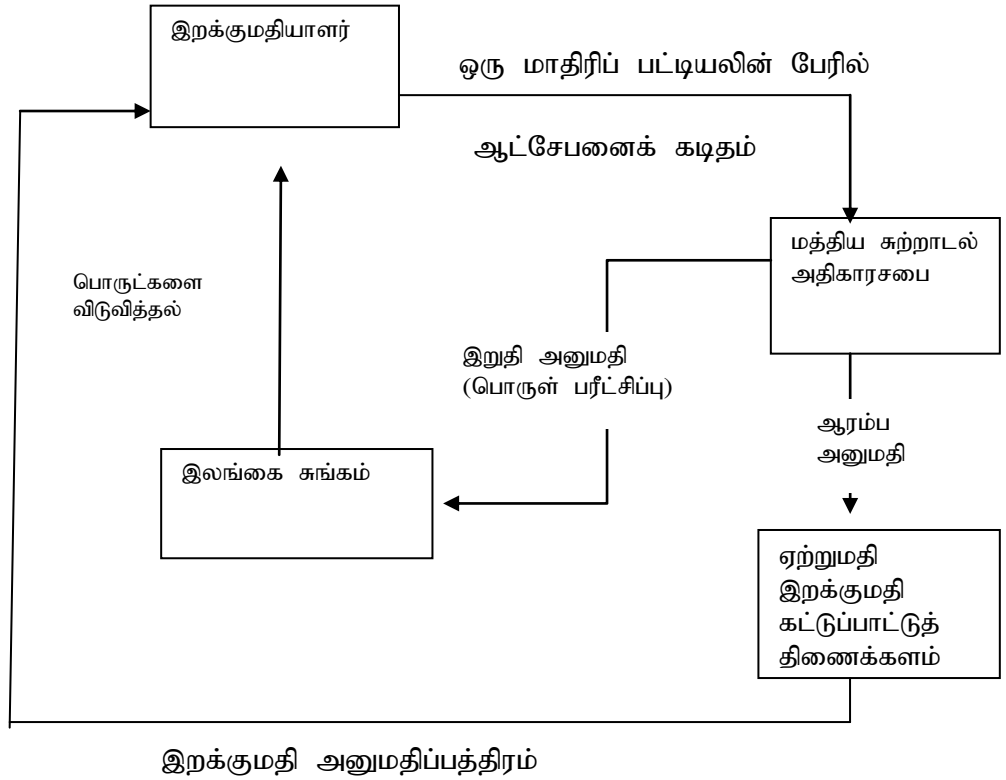 இறக்குமதியாளர்
ஒரு மாதிரிப் பட்டியலின் பேரில்
ஆட்சேபனைக் கடிதம்
மத்திய சுற்றாடல்
அதிகாரசபை
பொருட்களை
விடுவித்தல்
இறுதி அனுமதி
(பொருள் பரீட்சிப்பு)
ஆரம்ப
அனுமதி
இலங்கை சுங்கம்
ஏற்றுமதி
இறக்குமதி
கட்டுப்பாட்டுத்
திணைக்களம்
இறக்குமதி அனுமதிப்பத்திரம்